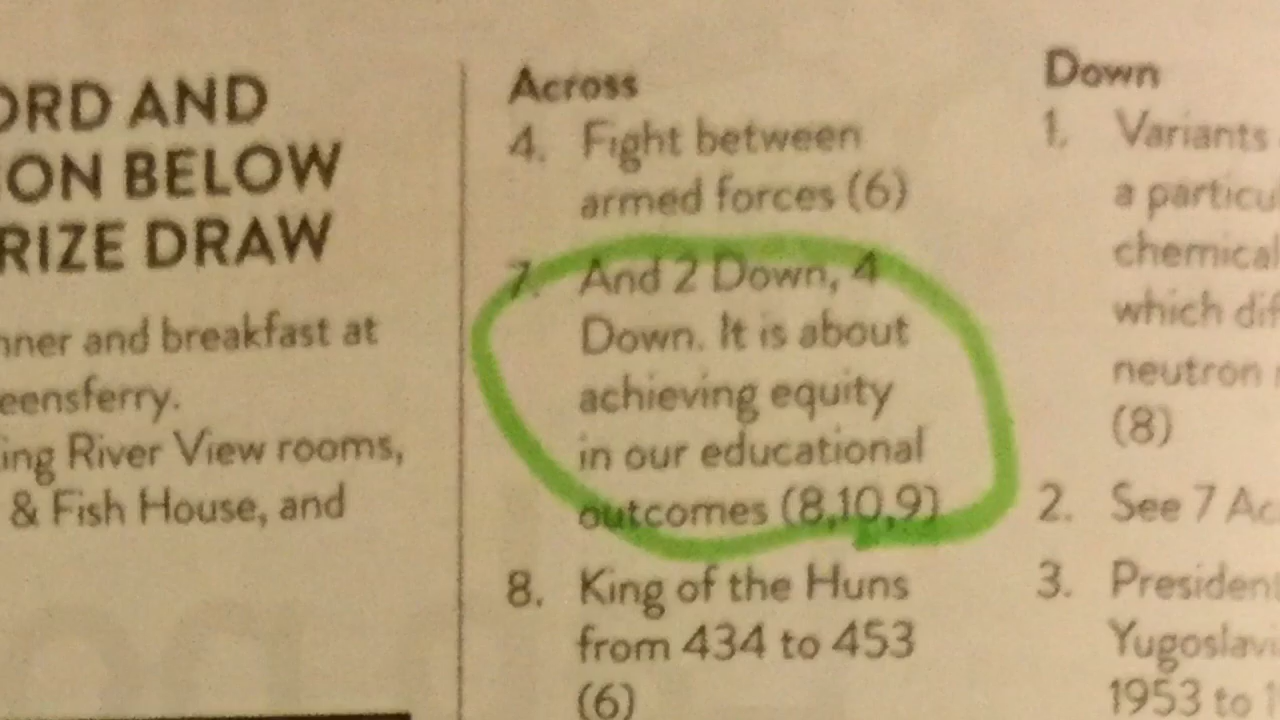 ORD AND
ION BELOW
RIZE DRAW
nner and breakfast at
eensferry.
ing River View rooms,
& Fish House, and
Across
4. Fight between
armed forces (6)
7. And 2 Down, 4
Down. It is about
achieving equity
in our educational
outcomes (8,10,9)
8. King of the Huns
from 434 to 453
(6)
Down
1. Variants
a particu
chemical
which dif
neutron
(8)
2. See 7 Ac
3. President
Yugoslavi
1953 to 1